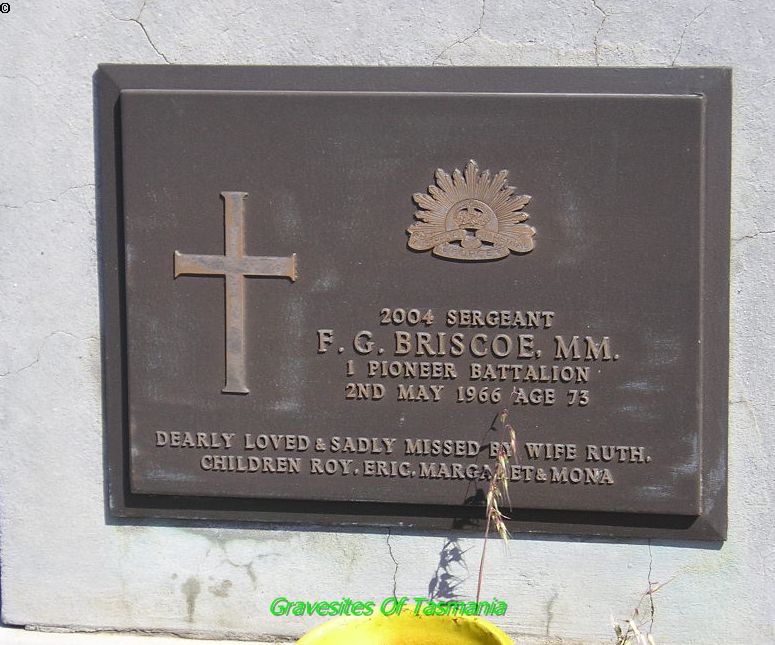 ©
2004 SERGEANT
F. G. BRISCOE, MM.
1 PIONEER BATTALION
2ND MAY 1966 AGE 73
DEARLY LOVED & SADLY MISSED BY WIFE RUTH.
CHILDREN ROY. ERIC. MARGARET & MONA
Gravesites Of Tasmania